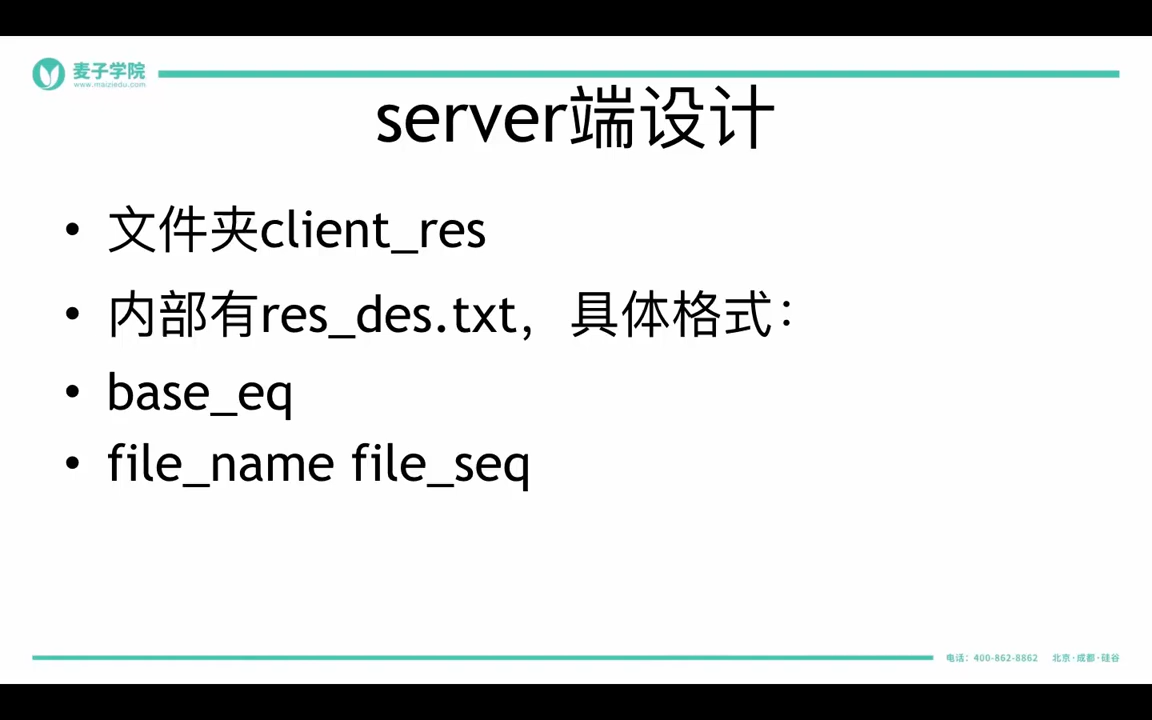 麦子学院
www.maiziedu.com
server端设计
• 文件夹client_res
• 内部有res_des.txt，具体格式：
• base_eq
• file_name file_seq
电话：400-862-8862 北京·成都·硅谷